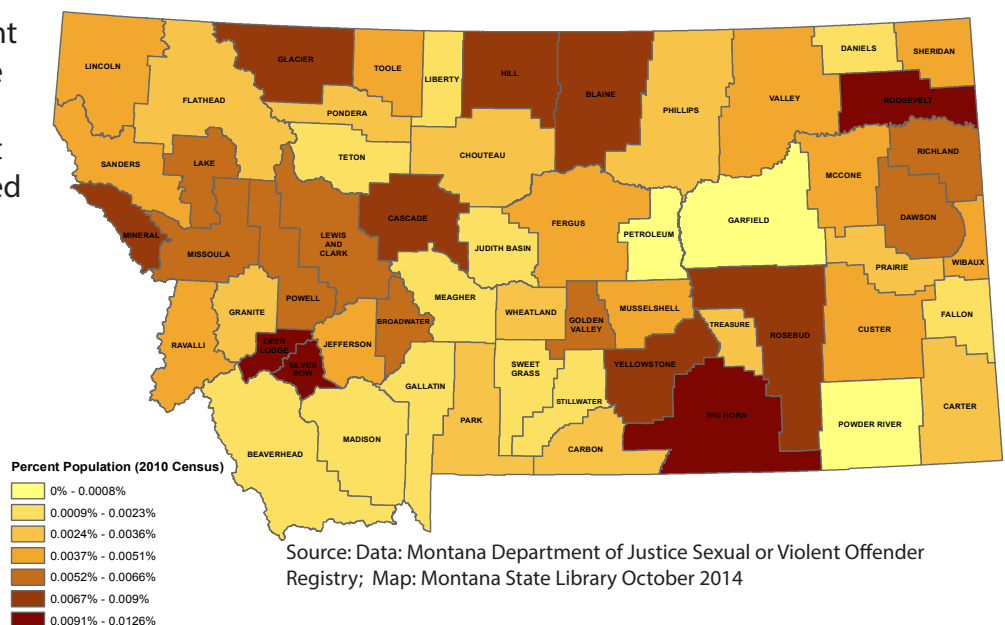 nt
e
t
ed
LINCOLN
FLATHEAD
GLACIER
TOOLE
LIBERTY
HILL
BLAINE
PHILLIPS
VALLEY
DANIELS
SHERIDAN
ROOSEVELT
PONDERA
TETON
CHOUTEAU
SANDERS
LAKE
RICHLAND
MCCONE
DAWSON
WIBAUX
PRAIRIE
GARFIELD
PETROLEUM
FERGUS
JUDITH BASIN
CASCADE
LEWIS
AND
CLARK
MINERAL
MISSOULA
POWELL
GRANITE
RAVALLI
DEER
LODGE
SILVER
BOW
JEFFERSON
BROADWATER
MEAGHER
WHEATLAND
GOLDEN
VALLEY
MUSSELSHELL
TREASURE
ROSEBUD
CUSTER
FALLON
CARTER
POWDER RIVER
BIG HORN
YELLOWSTONE
STILLWATER
SWEET
GRASS
CARBON
PARK
GALLATIN
MADISON
BEAVERHEAD
Percent Population (2010 Census)
0% - 0.0008%
0.0009% - 0.0023%
0.0024% - 0.0036%
0.0037% - 0.0051%
0.0052% - 0.0066%
0.0067% - 0.009%
0.0091% - 0.0126%
Source: Data: Montana Department of Justice Sexual or Violent Offender
Registry; Map: Montana State Library October 2014